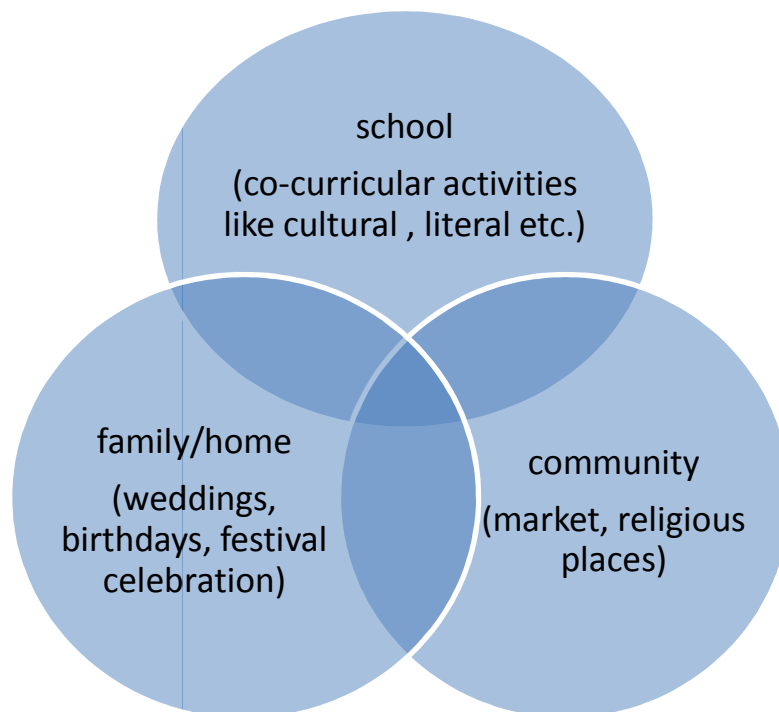 school
(co-curricular activities
like cultural , literal etc.)
family/home
(weddings,
birthdays, festival
celebration)
community
(market, religious
places)